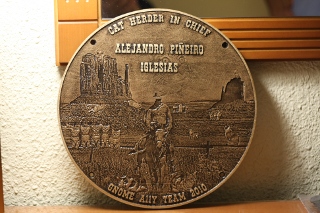 CAT HERDER IN CHIEF
ALEJANDRO PIÑEIRO
IGLESIAS
GNOME A11Y TEAM 2010